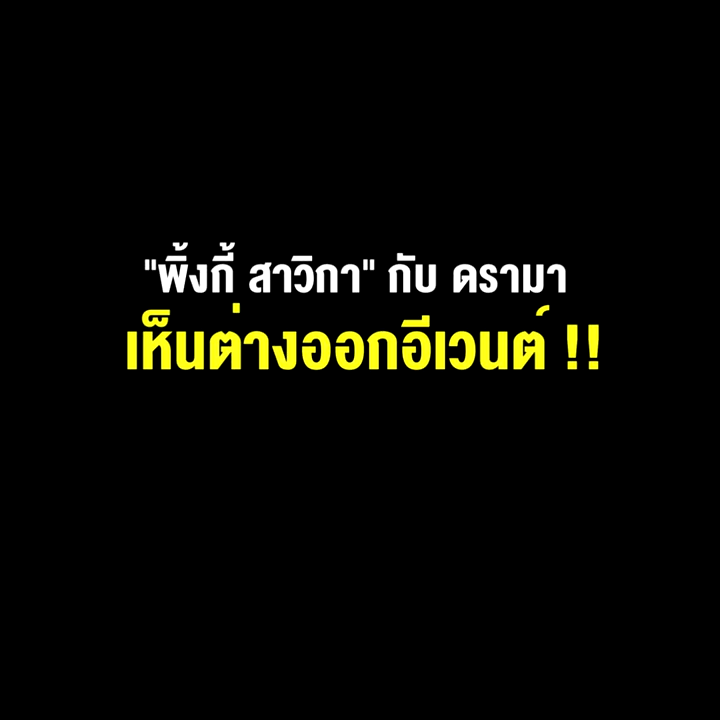 "พิ้งกี้ สาวิกา" กับ ดรามา
เห็นต่างออกอีเวนต์ !!